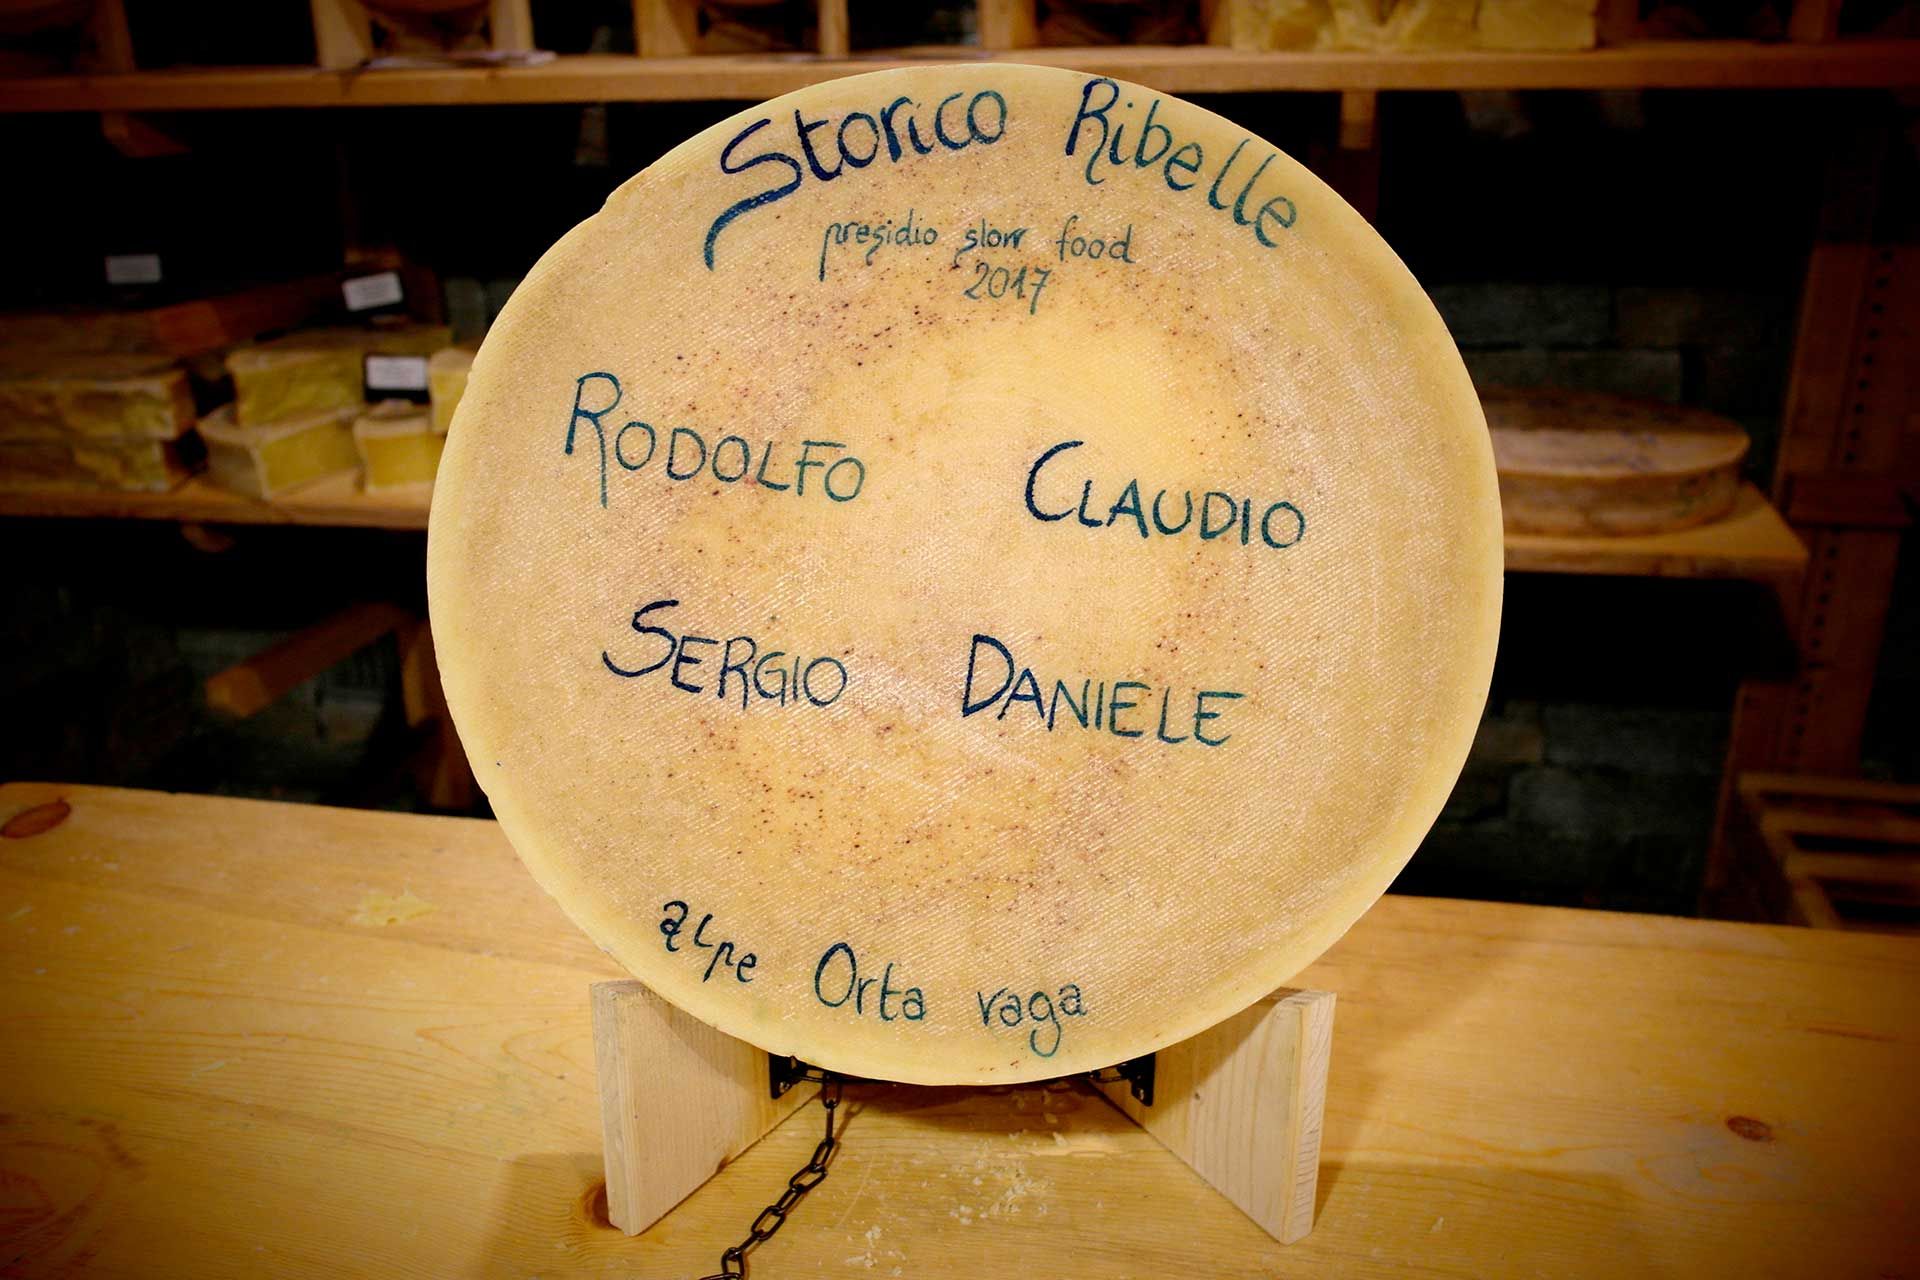 Storico Ribelle
presidio slow food
2017
RODOLFO CLAUDIO
SERGIO DANIELE
alpe Orta vaga